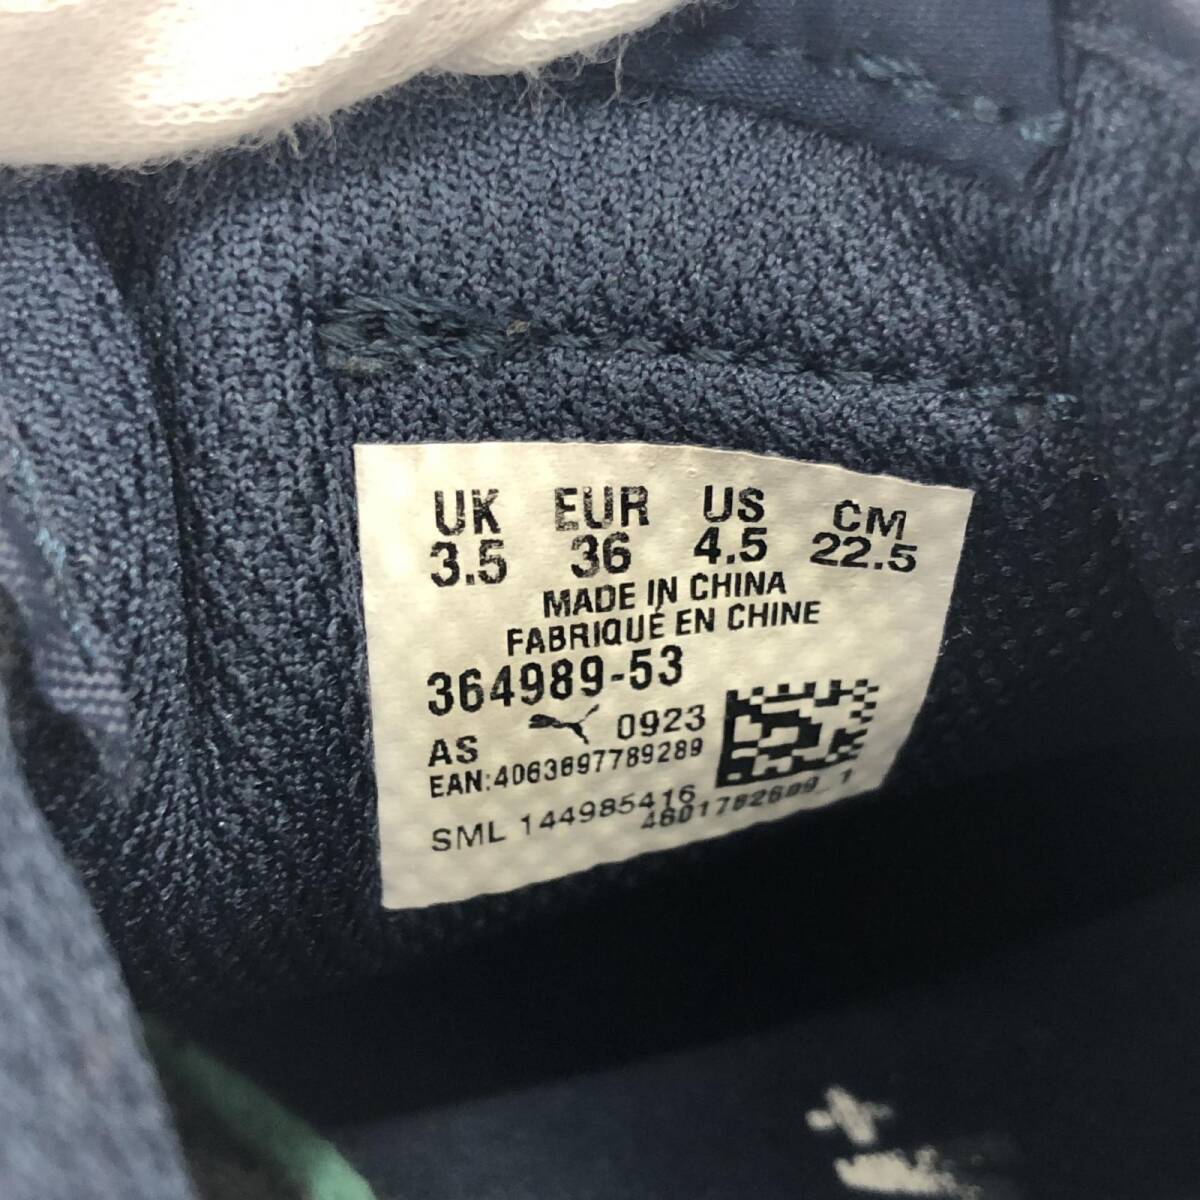 UK EUR US CM
3.5 36 4.5 22.5
MADE IN CHINA
FABRIQUÉ EN CHINE
364989-53
AS 0923
EAN:4063697789289
SML 144985416